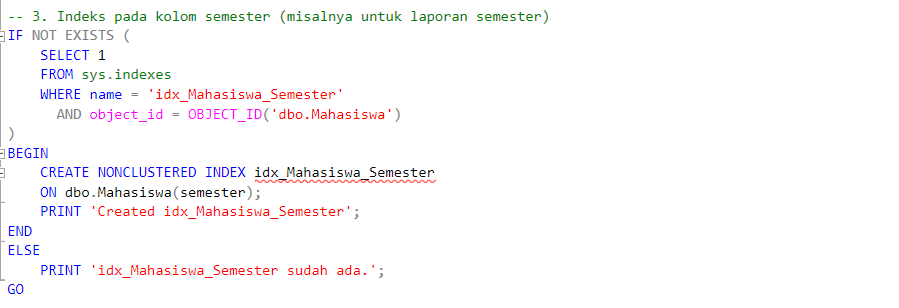 -- 3. Indeks pada kolom semester (misalnya untuk laporan semester)
IF NOT EXISTS (
    SELECT 1
    FROM sys.indexes
    WHERE name = 'idx_Mahasiswa_Semester'
      AND object_id = OBJECT_ID('dbo.Mahasiswa')
)
BEGIN
    CREATE NONCLUSTERED INDEX idx_Mahasiswa_Semester
    ON dbo.Mahasiswa(semester);
    PRINT 'Created idx_Mahasiswa_Semester';
END
ELSE
    PRINT 'idx_Mahasiswa_Semester sudah ada.';
GO